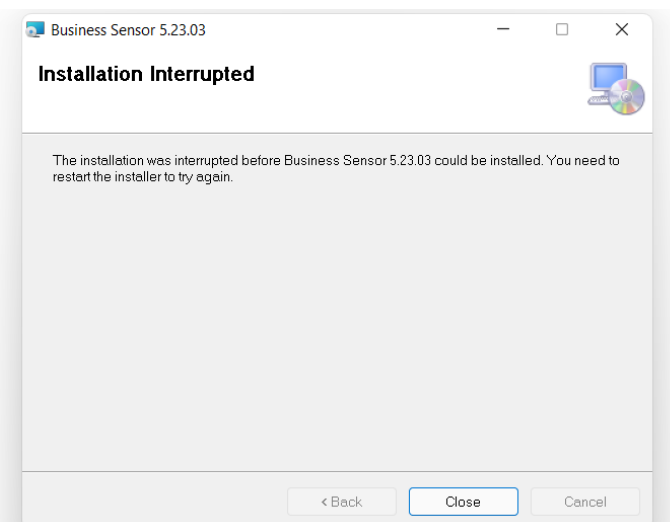 Business Sensor 5.23.03
Installation Interrupted
The installation was interrupted before Business Sensor 5.23.03 could be installed. You need to
restart the installer to try again.
< Back
Close
Cancel